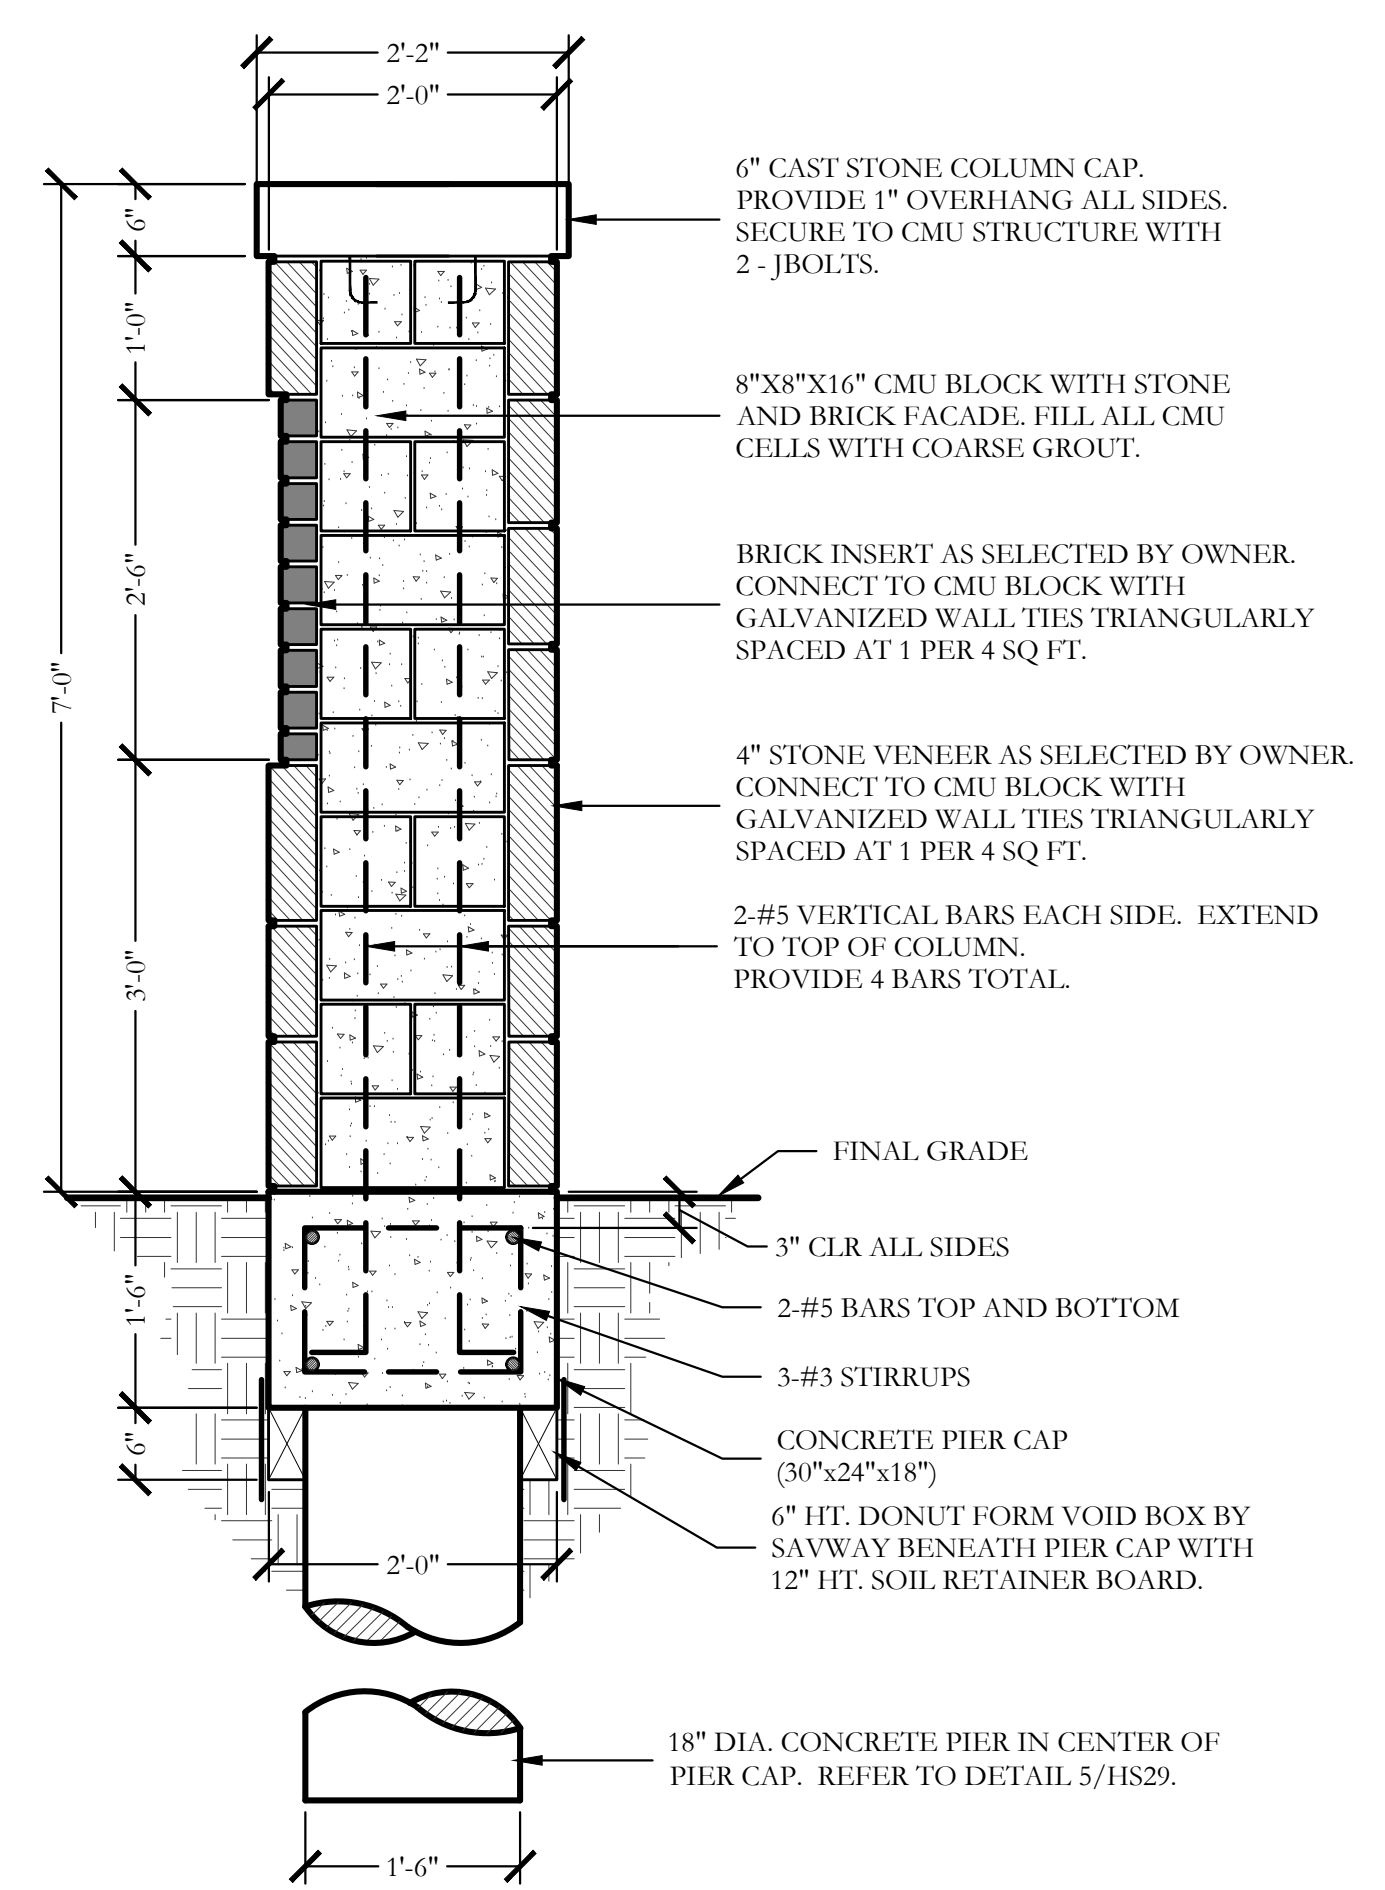 2'-2"
2'-0"
6" CAST STONE COLUMN CAP.
PROVIDE 1" OVERHANG ALL SIDES.
SECURE TO CMU STRUCTURE WITH
2 - JBOLTS.
6"
1'-0"
8"X8"X16" CMU BLOCK WITH STONE
AND BRICK FACADE. FILL ALL CMU
CELLS WITH COARSE GROUT.
2'-6"
BRICK INSERT AS SELECTED BY OWNER.
CONNECT TO CMU BLOCK WITH
GALVANIZED WALL TIES TRIANGULARLY
SPACED AT 1 PER 4 SQ FT.
7'-0"
4" STONE VENEER AS SELECTED BY OWNER.
CONNECT TO CMU BLOCK WITH
GALVANIZED WALL TIES TRIANGULARLY
SPACED AT 1 PER 4 SQ FT.
2-#5 VERTICAL BARS EACH SIDE.  EXTEND
TO TOP OF COLUMN.
PROVIDE 4 BARS TOTAL.
3'-0"
FINAL GRADE
3" CLR ALL SIDES
1'-6"
2-#5 BARS TOP AND BOTTOM
3-#3 STIRRUPS
6"
CONCRETE PIER CAP
(30"x24"x18")
6" HT. DONUT FORM VOID BOX BY
SAVWAY BENEATH PIER CAP WITH
12" HT. SOIL RETAINER BOARD.
2'-0"
18" DIA. CONCRETE PIER IN CENTER OF
PIER CAP.  REFER TO DETAIL 5/HS29.
1'-6"